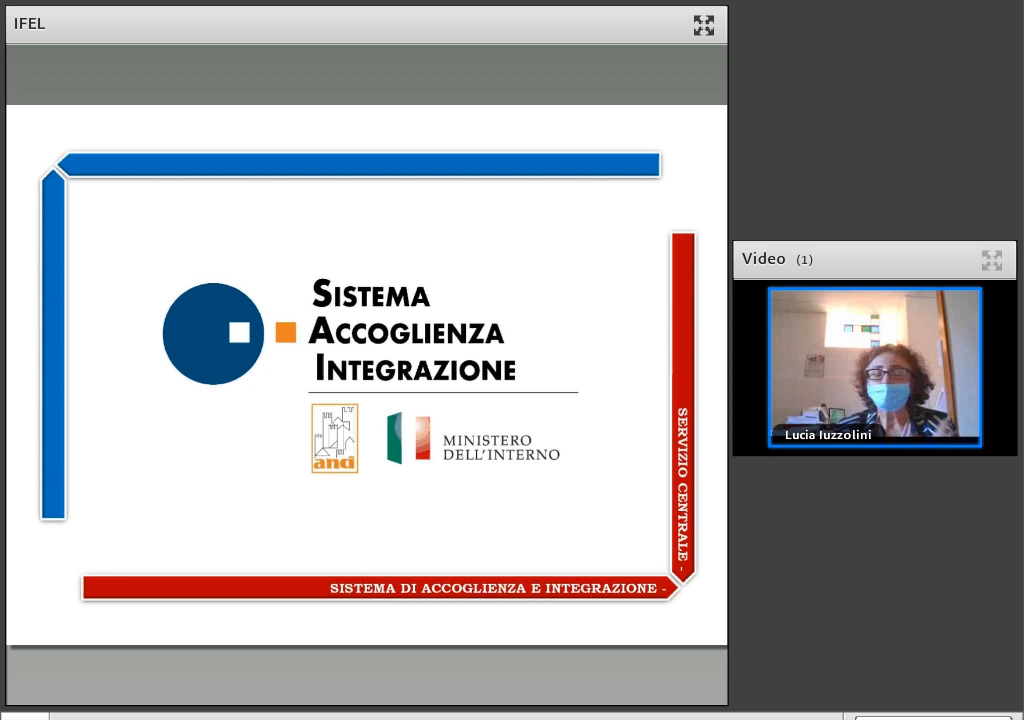 IFEL
SISTEMA
ACCOGLIENZA
INTEGRAZIONE
anci
MINISTERO
DELL'INTERNO
SERVIZIO CENTRALE -
SISTEMA DI ACCOGLIENZA E INTEGRAZIONE -
Video (1)
Lucia Iuzzolini